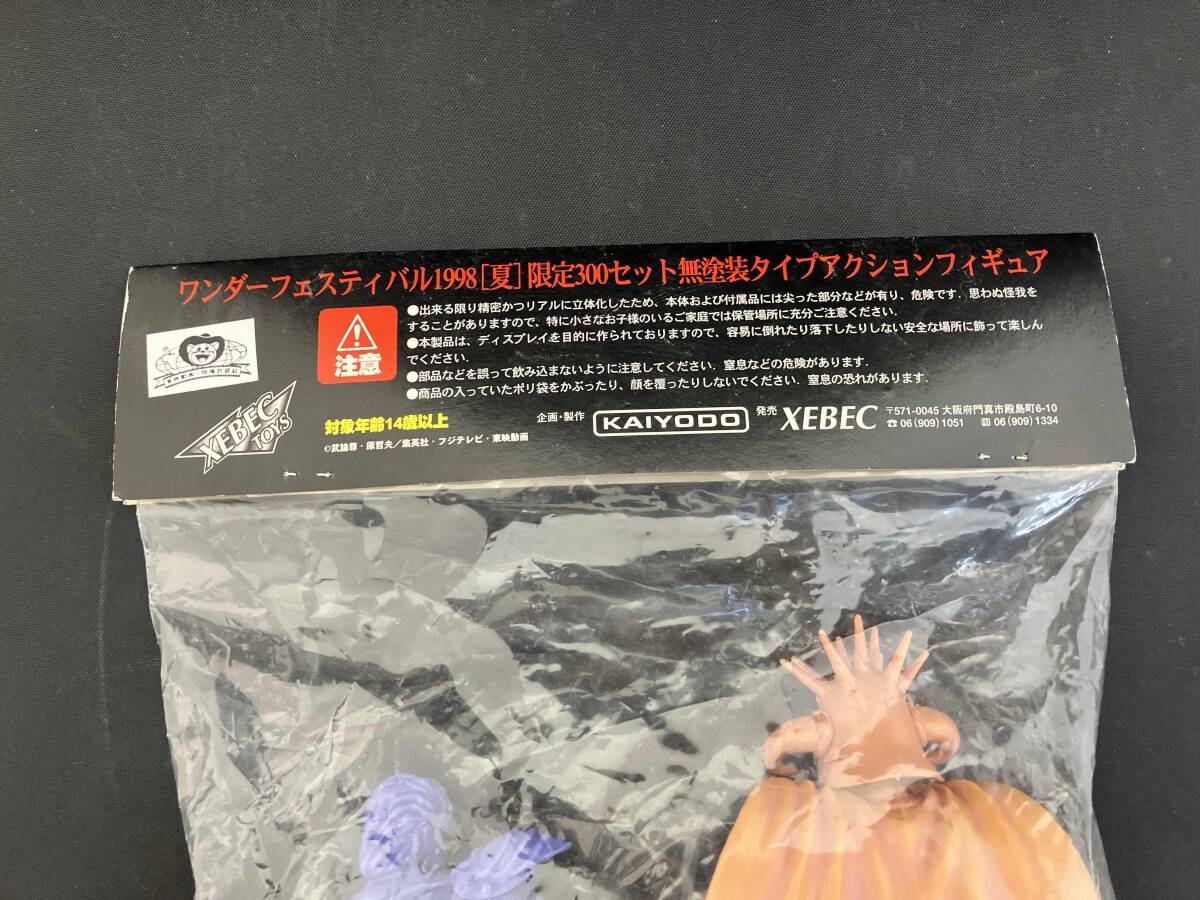 ワンダーフェスティバル1998[夏]限定300セット無塗装タイプアクションフィギュア
注意
●出来る限り精密かつリアルに立体化したため、本体および付属品には尖った部分などが有り、危険です. 思わぬ怪我を
することがありますので、特に小さなお子様のいるご家庭では保管場所に充分ご注意ください.
●本製品は、ディスプレイを目的に作られておりますので、容易に倒れたり落下したりしない安全な場所に飾って楽しん
でください.
●部品などを誤って飲み込まないように注意してください. 窒息などの危険があります.
●商品の入っていたポリ袋をかぶったり、顔を覆ったりしないでください. 窒息の恐れがあります.
XEBEC
TOYS
対象年齢14歳以上
©武論尊・原哲夫/集英社・フジテレビ・東映動画
企画・製作 KAIYODO 発売 XEBEC
〒571-0045 大阪府門真市殿島町6-10
☎06(909)1051 06(909)1334